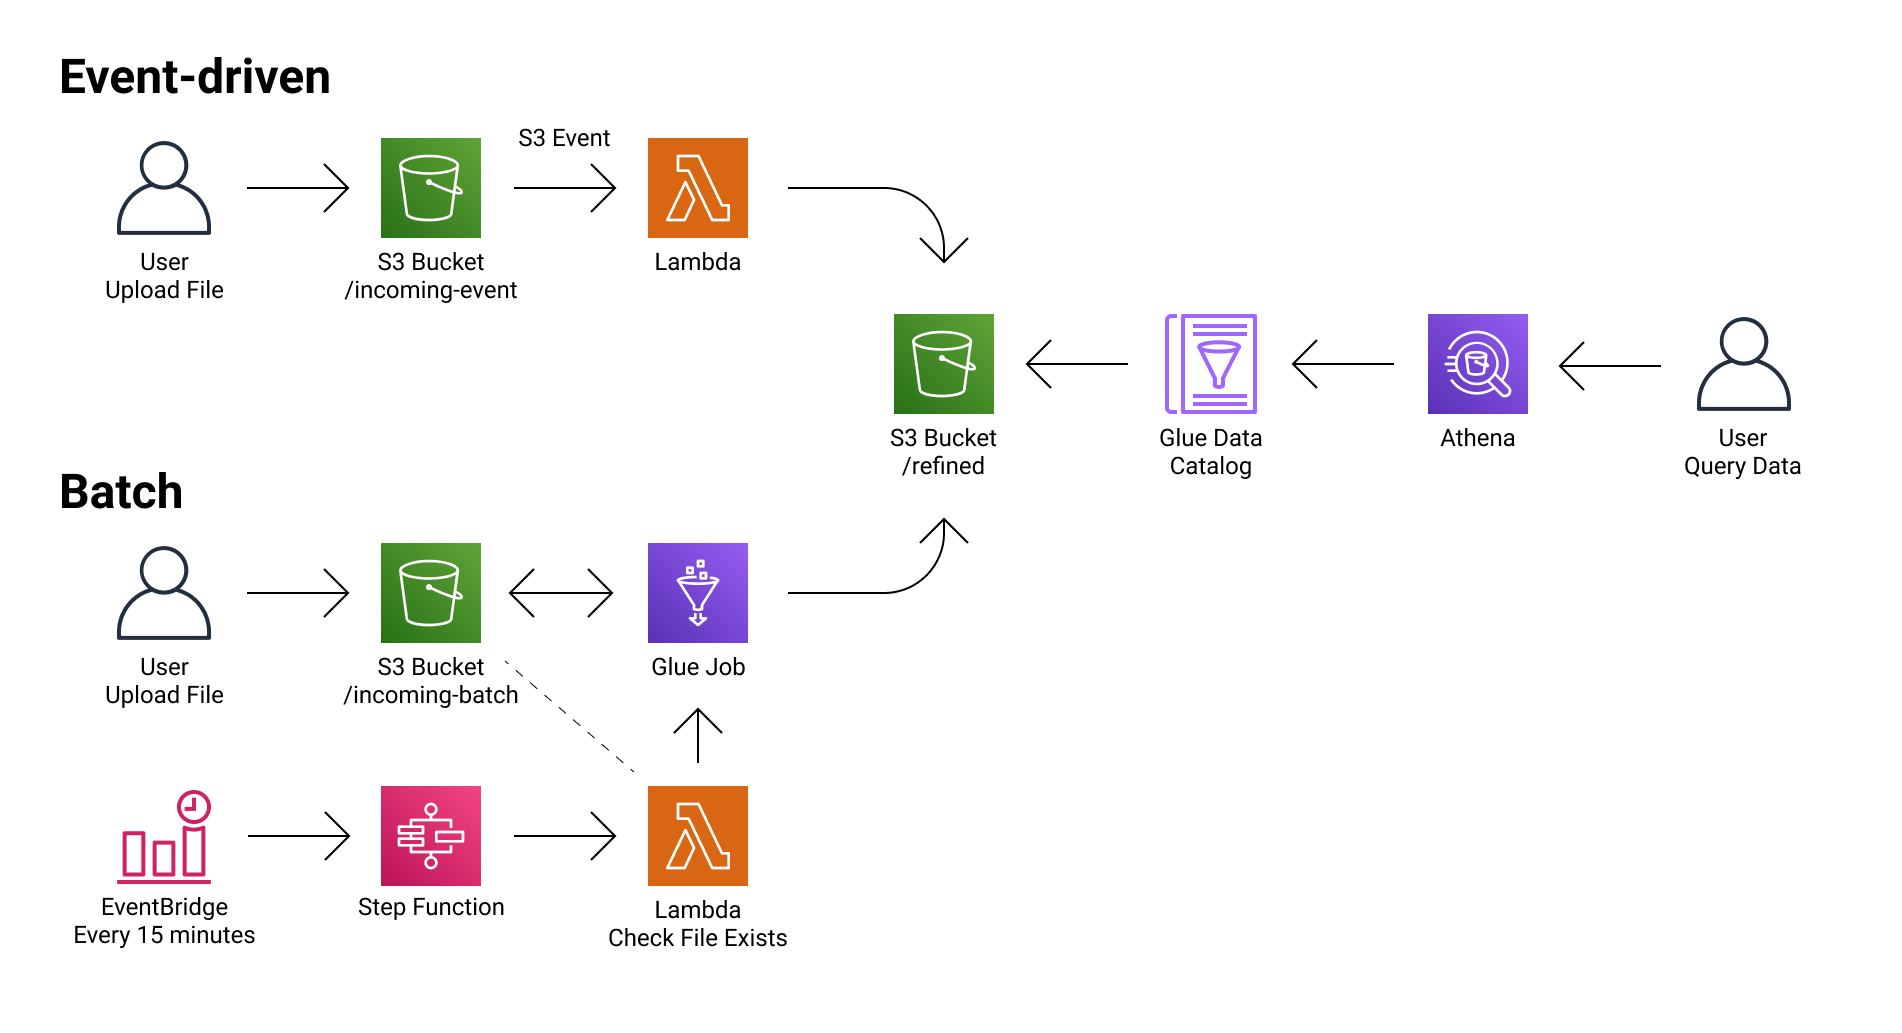 Event-driven
S3 Event
User
Upload File
S3 Bucket
/incoming-event
Lambda
S3 Bucket
/refined
Glue Data
Catalog
Athena
User
Query Data
Batch
User
Upload File
S3 Bucket
/incoming-batch
Glue Job
EventBridge
Every 15 minutes
Step Function
Lambda
Check File Exists